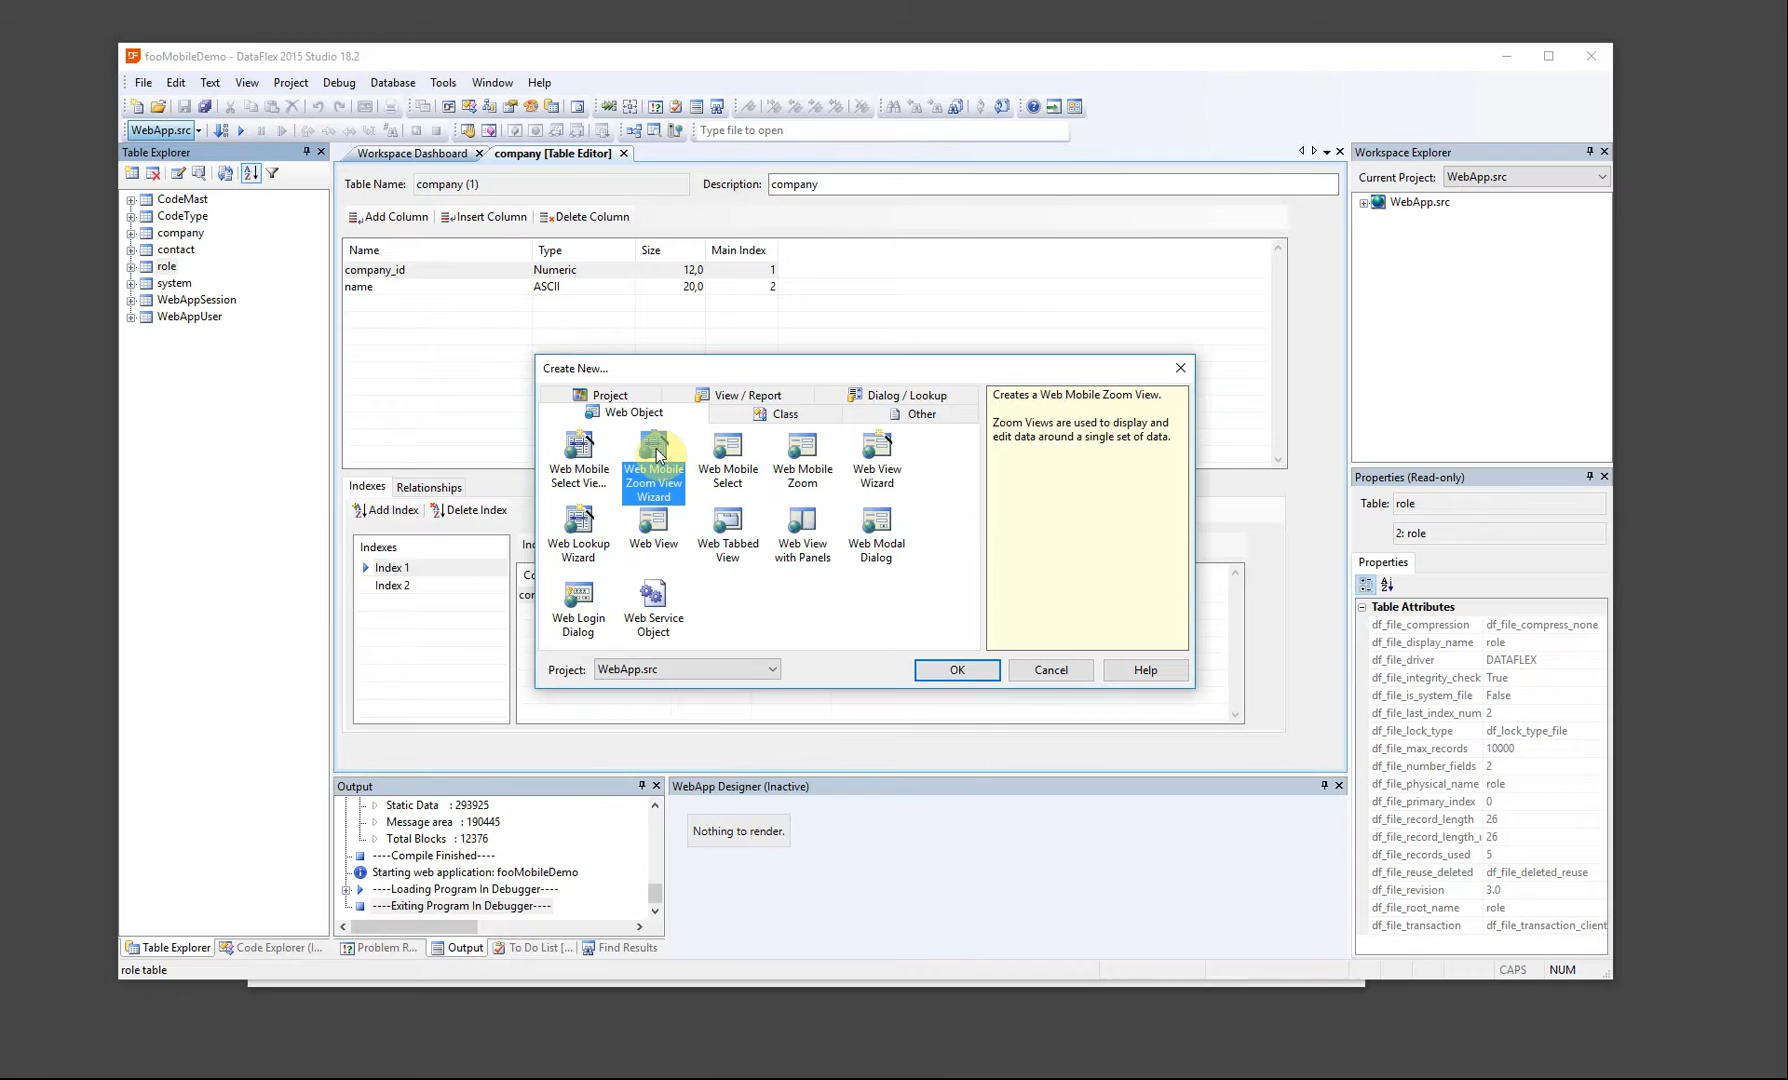 fooMobileDemo - DataFlex 2015 Studio 18.2
File Edit Text View Project Debug Database Tools Window Help
WebApp.src
Type file to open
Table Explorer
CodeMast
CodeType
company
contact
role
system
WebAppSession
WebAppUser
Workspace Dashboard
company [Table Editor]
Table Name: company (1)
Description: company
Add Column Insert Column Delete Column
Name Type Size Main Index
company_id Numeric 12,0 1
name ASCII 20,0 2
Create New...
Project View / Report Dialog / Lookup
Web Object Class Other
Web Mobile Select Vie...
Web Mobile Zoom View Wizard
Web Mobile Select
Web Mobile Zoom
Web View Wizard
Web Lookup Wizard
Web View
Web Tabbed View
Web View with Panels
Web Modal Dialog
Web Login Dialog
Web Service Object
Creates a Web Mobile Zoom View.
Zoom Views are used to display and
edit data around a single set of data.
Project: WebApp.src
OK Cancel Help
Indexes Relationships
Add Index Delete Index
Indexes
Index 1
Index 2
Output
Static Data : 293925
Message area : 190445
Total Blocks : 12376
----Compile Finished----
Starting web application: fooMobileDemo
----Loading Program In Debugger----
----Exiting Program In Debugger----
WebApp Designer (Inactive)
Nothing to render.
Table Explorer Code Explorer (I...
Problem R... Output To Do List [... Find Results
role table
CAPS NUM
Workspace Explorer
Current Project: WebApp.src
WebApp.src
Properties (Read-only)
Table: role
2: role
Properties
Table Attributes
df_file_compression df_file_compress_none
df_file_display_name role
df_file_driver DATAFLEX
df_file_integrity_check True
df_file_is_system_file False
df_file_last_index_num 2
df_file_lock_type df_lock_type_file
df_file_max_records 10000
df_file_number_fields 2
df_file_physical_name role
df_file_primary_index 0
df_file_record_length 26
df_file_record_length_ 26
df_file_records_used 5
df_file_reuse_deleted df_file_deleted_reuse
df_file_revision 3.0
df_file_root_name role
df_file_transaction df_file_transaction_client